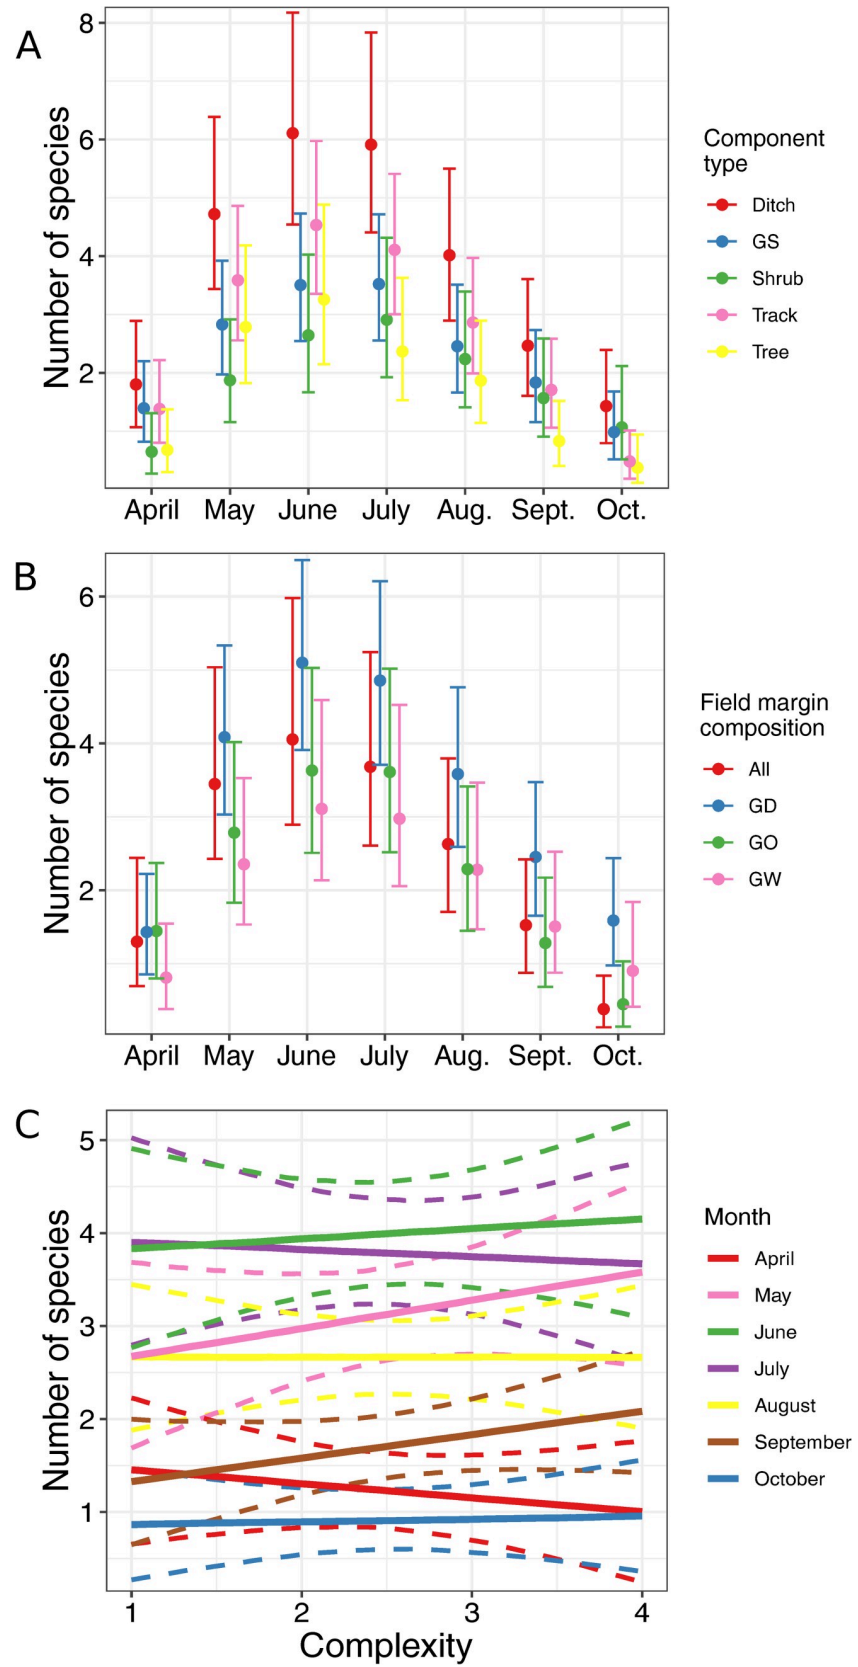 A
Number of species
8
6
4
2
April May June July Aug. Sept. Oct.
Component
type
Ditch
GS
Shrub
Track
Tree
B
Number of species
6
4
2
April May June July Aug. Sept. Oct.
Field margin
composition
All
GD
GO
GW
C
Number of species
5
4
3
2
1
1 2 3 4
Complexity
Month
April
May
June
July
August
September
October